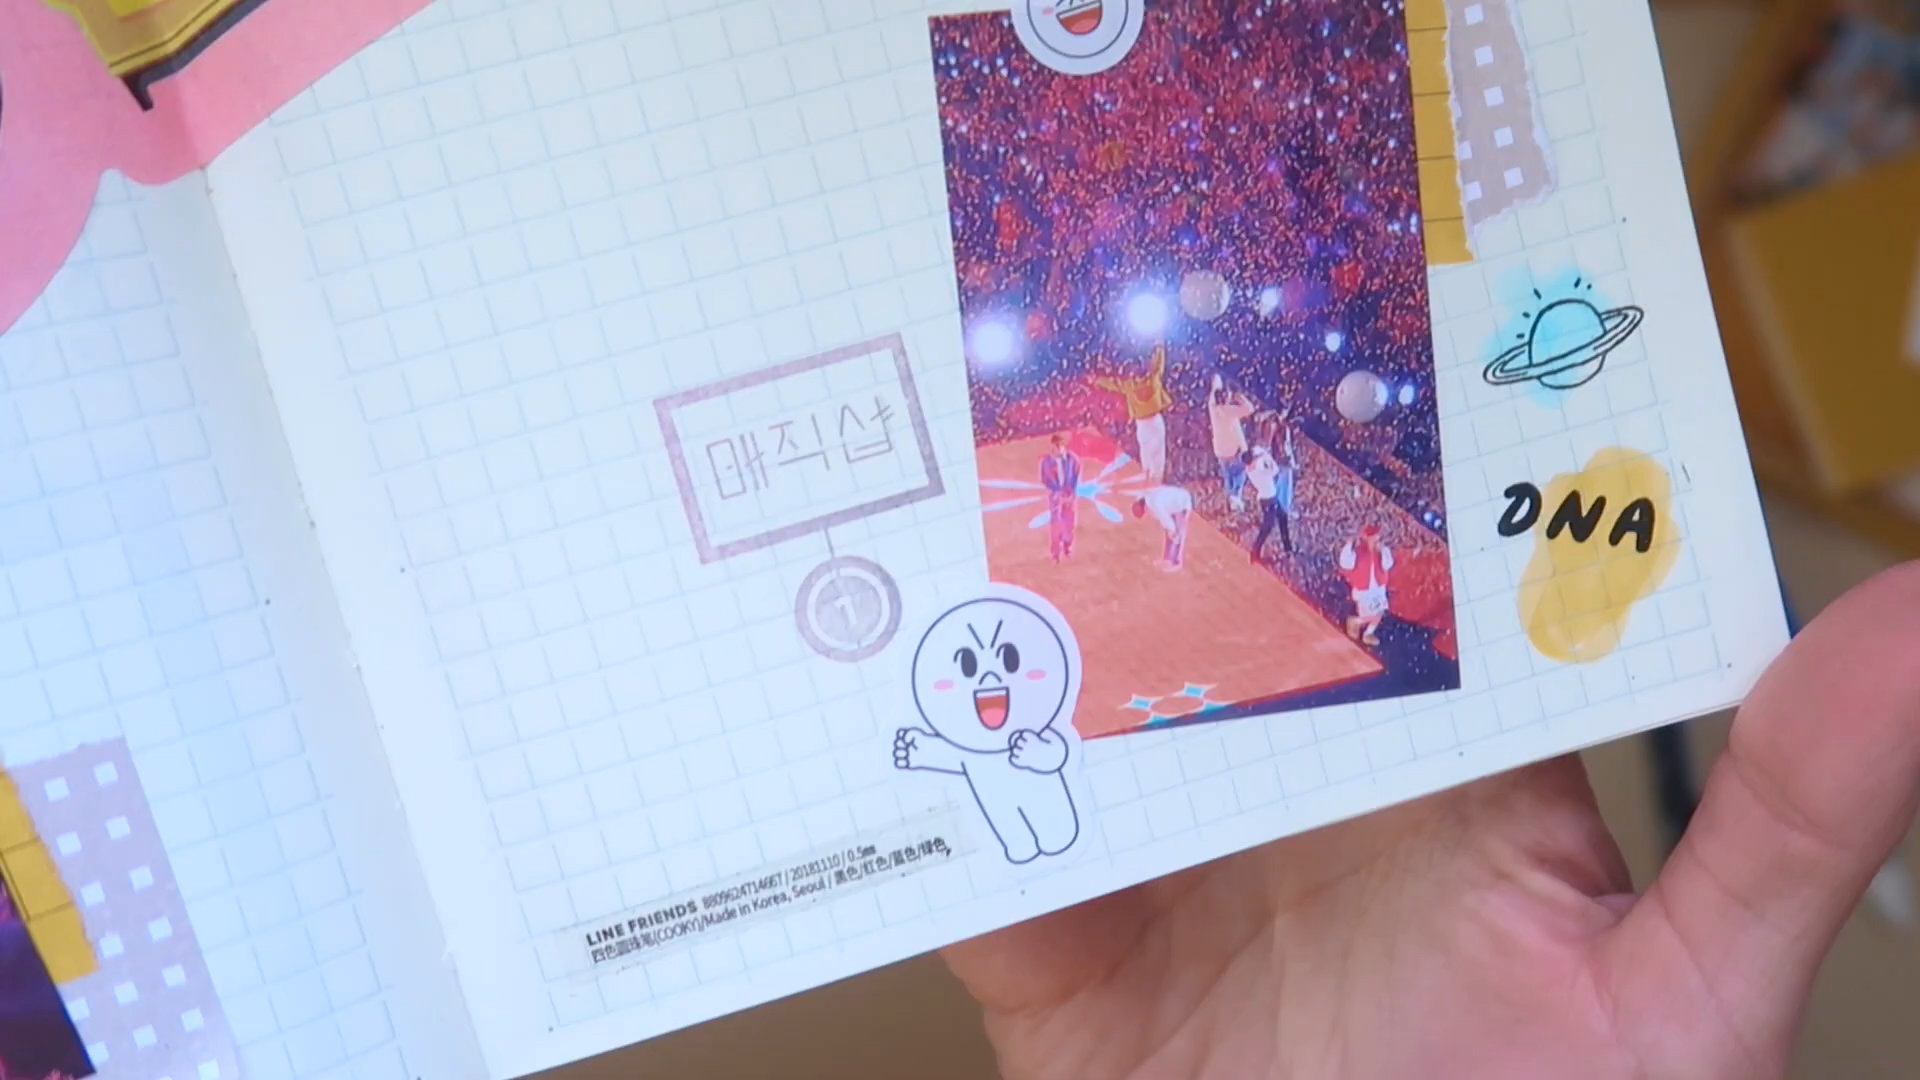 매직샵
7
DNA
LINE FRIENDS 8809624714667 / 20181110 / 0.5mm
四色圆珠笔(COOKY)/Made in Korea, Seoul / 黑色/红色/蓝色/绿色,